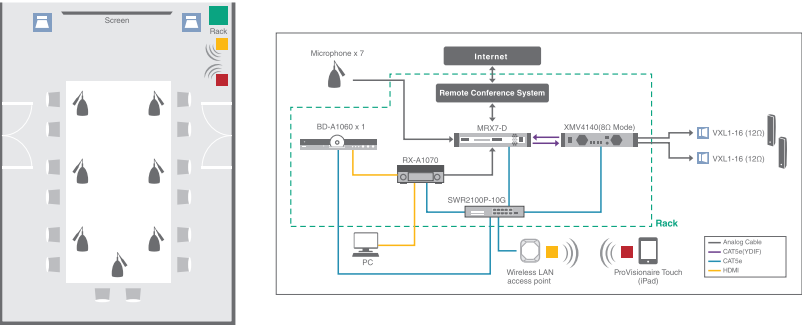 Screen
Rack
Microphone x 7
Internet
Remote Conference System
BD-A1060 x 1
MRX7-D
XMV4140(8Ω Mode)
VXL1-16 (12Ω)
VXL1-16 (12Ω)
RX-A1070
SWR2100P-10G
Rack
PC
Wireless LAN
access point
ProVisionaire Touch
(iPad)
Analog Cable
CAT5e(YDIF)
CAT5e
HDMI